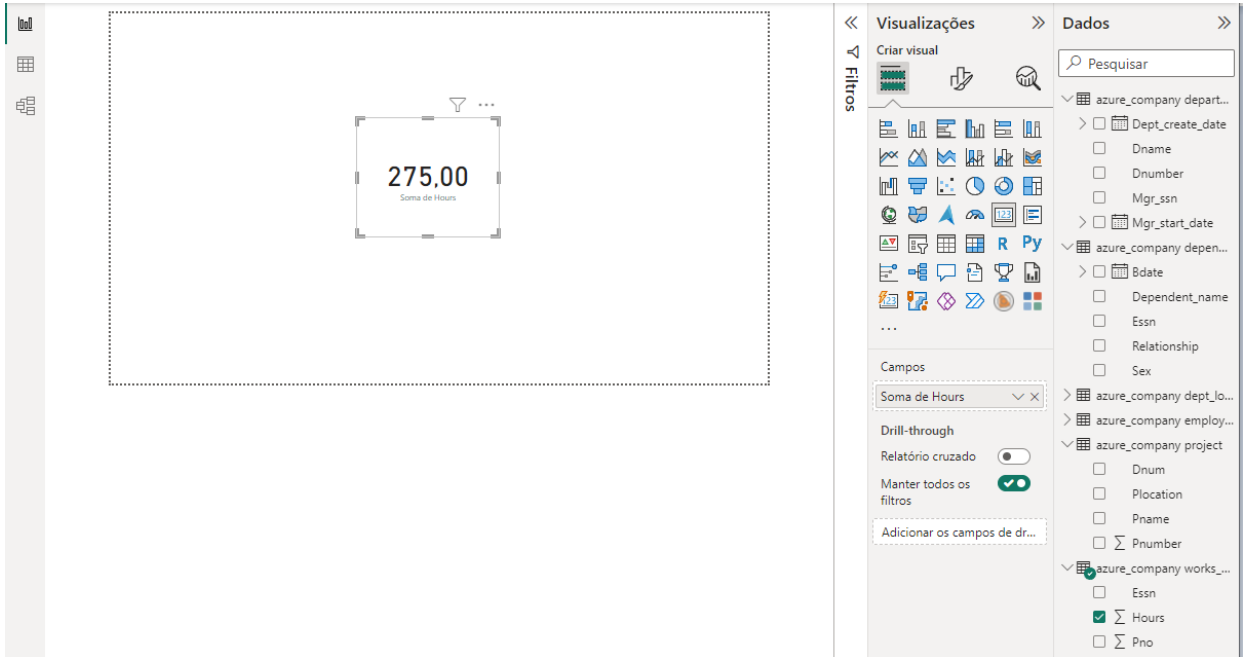 275,00
Soma de Hours
Filtros
Visualizações
Criar visual
123
R
Py
123
...
Campos
Soma de Hours
Drill-through
Relatório cruzado
Manter todos os
filtros
Adicionar os campos de dr...
Dados
Pesquisar
azure_company depart...
Dept_create_date
Dname
Dnumber
Mgr_ssn
Mgr_start_date
azure_company depen...
Bdate
Dependent_name
Essn
Relationship
Sex
azure_company dept_lo...
azure_company employ...
azure_company project
Dnum
Plocation
Pname
∑ Pnumber
azure_company works_...
Essn
∑ Hours
∑ Pno